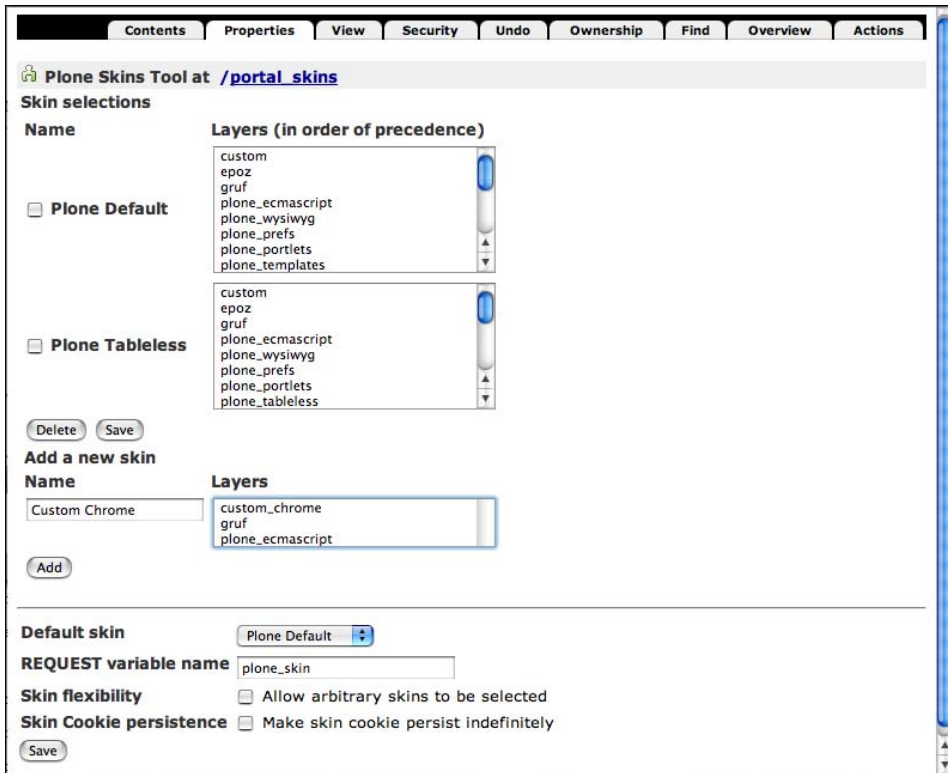 Contents Properties View Security Undo Ownership Find Overview Actions
Plone Skins Tool at /portal_skins
Skin selections
Name Layers (in order of precedence)
Plone Default
custom
epoz
gruf
plone_ecmascript
plone_wysiwyg
plone_prefs
plone_portlets
plone_templates
Plone Tableless
custom
epoz
gruf
plone_ecmascript
plone_wysiwyg
plone_prefs
plone_portlets
plone_tableless
Delete Save
Add a new skin
Name Layers
Custom Chrome
custom_chrome
gruf
plone_ecmascript
Add
Default skin Plone Default
REQUEST variable name plone_skin
Skin flexibility Allow arbitrary skins to be selected
Skin Cookie persistence Make skin cookie persist indefinitely
Save